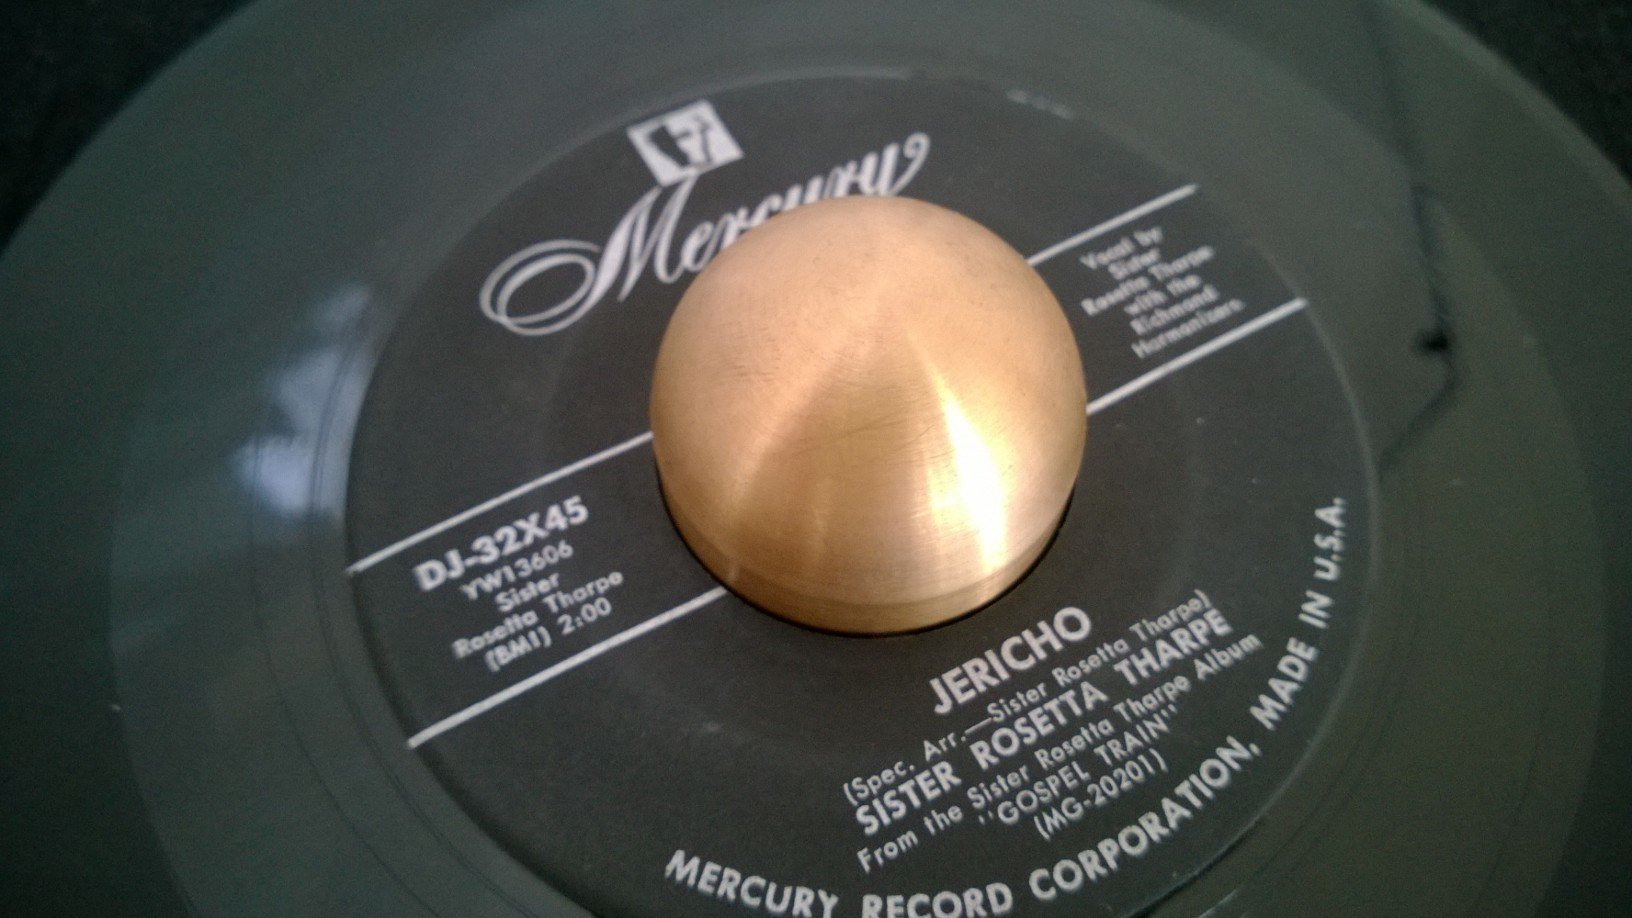 Mercury
Vocal by
Sister
Rosetta Tharpe
with the
Richmond
Harmonizers
DJ-32X45
YW13606
Sister
Rosetta Tharpe
(BMI) 2:00
JERICHO
(Spec. Arr.—Sister Rosetta Tharpe)
SISTER ROSETTA THARPE
From the Sister Rosetta Tharpe Album
"GOSPEL TRAIN"
(MG-20201)
MERCURY RECORD CORPORATION, MADE IN U.S.A.